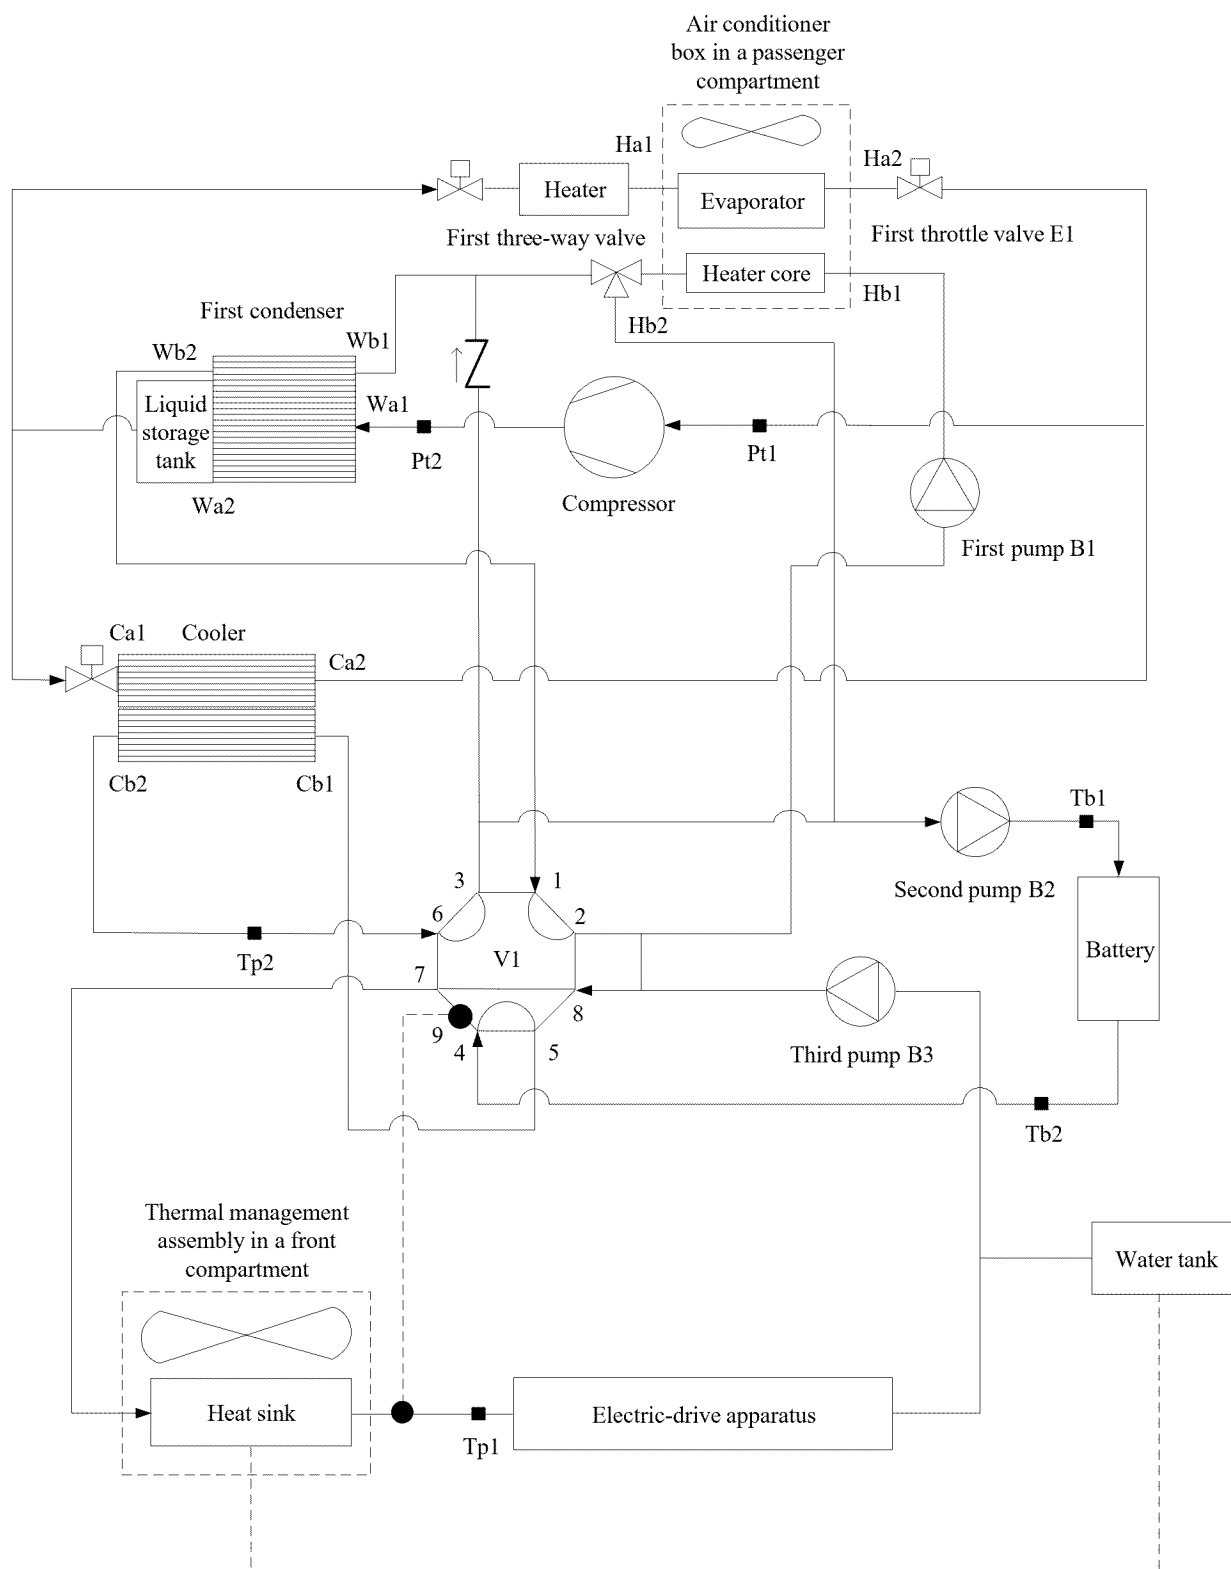 Air conditioner
box in a passenger
compartment
Ha1
Ha2
Heater
Evaporator
First three-way valve
First throttle valve E1
Heater core
Hb1
Hb2
First condenser
Wb1
Wb2
Liquid
storage
tank
Wa1
Wa2
Pt2
Pt1
Compressor
First pump B1
Ca1
Cooler
Ca2
Cb2
Cb1
Tb1
Second pump B2
Battery
3
1
6
2
V1
Tp2
7
8
9
4
5
Third pump B3
Tb2
Thermal management
assembly in a front
compartment
Water tank
Heat sink
Tp1
Electric-drive apparatus